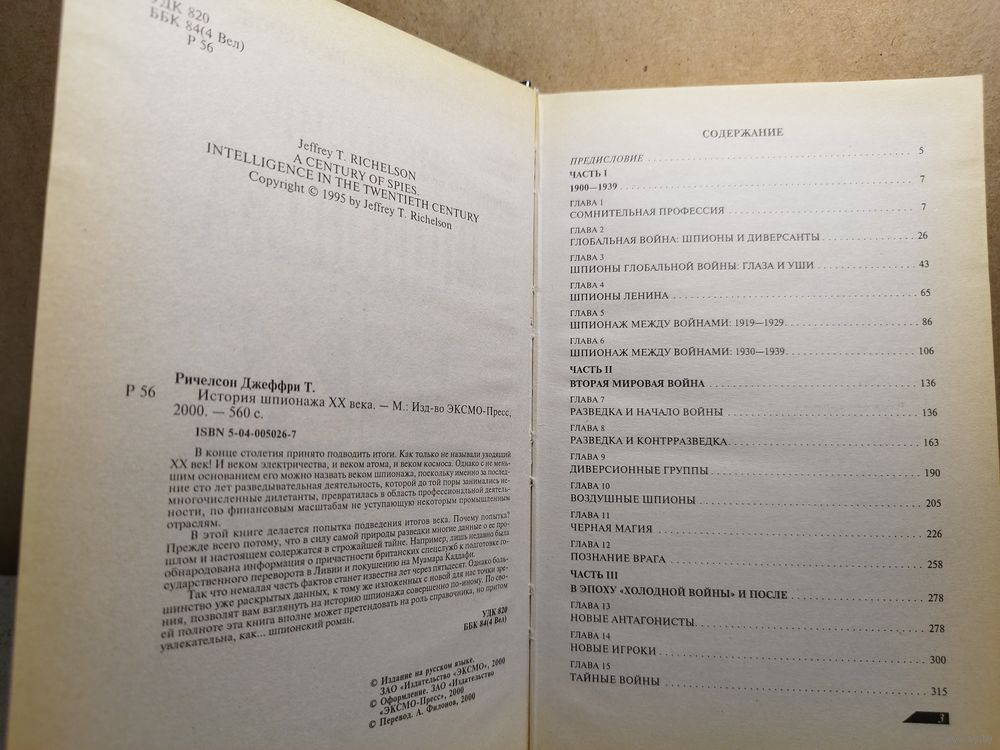 УДК 820
ББК 84(4 Вел)
Р 56
Jeffrey T. RICHELSON
A CENTURY OF SPIES.
INTELLIGENCE IN THE TWENTIETH CENTURY
Copyright © 1995 by Jeffrey T. Richelson
Ричелсон Джеффри Т.
Р 56 История шпионажа XX века. — М.: Изд-во ЭКСМО-Пресс,
2000. — 560 с.
ISBN 5-04-005026-7
В конце столетия принято подводить итоги. Как только не называли уходящий
XX век! И веком электричества, и веком атома, и веком космоса. Однако с не мень-
шим основанием его можно назвать веком шпионажа, поскольку именно за послед-
ние сто лет разведывательная деятельность, которой до той поры занимались не-
многочисленные дилетанты, превратилась в область профессиональной деятель-
ности, по финансовым масштабам не уступающую некоторым промышленным
отраслям.
В этой книге делается попытка подведения итогов века. Почему попытка?
Прежде всего потому, что в силу самой природы разведки многие данные о ее про-
шлом и настоящем содержатся в строжайшей тайне. Например, лишь недавно была
обнародована информация о причастности британских спецслужб к подготовке го-
сударственного переворота в Ливии и покушению на Муамара Каддафи.
Так что немалая часть фактов станет известна лет через пятьдесят. Однако боль-
шинство уже раскрытых данных, к тому же изложенных с новой для нас точки зре-
ния, позволят вам взглянуть на историю шпионажа совершенно по-иному. По сво-
ей полноте эта книга вполне может претендовать на роль справочника, но притом
увлекательна, как... шпионский роман.
УДК 820
ББК 84(4 Вел)
© Издание на русском языке.
ЗАО «Издательство «ЭКСМО», 2000
© Оформление. ЗАО «Издательство
«ЭКСМО-Пресс», 2000
© Перевод. А. Филонов, 2000
СОДЕРЖАНИЕ
ПРЕДИСЛОВИЕ 5
ЧАСТЬ I
1900—1939 7
ГЛАВА 1
СОМНИТЕЛЬНАЯ ПРОФЕССИЯ 7
ГЛАВА 2
ГЛОБАЛЬНАЯ ВОЙНА: ШПИОНЫ И ДИВЕРСАНТЫ 26
ГЛАВА 3
ШПИОНЫ ГЛОБАЛЬНОЙ ВОЙНЫ: ГЛАЗА И УШИ 43
ГЛАВА 4
ШПИОНЫ ЛЕНИНА 65
ГЛАВА 5
ШПИОНАЖ МЕЖДУ ВОЙНАМИ: 1919—1929 86
ГЛАВА 6
ШПИОНАЖ МЕЖДУ ВОЙНАМИ: 1930—1939 106
ЧАСТЬ II
ВТОРАЯ МИРОВАЯ ВОЙНА 136
ГЛАВА 7
РАЗВЕДКА И НАЧАЛО ВОЙНЫ 136
ГЛАВА 8
РАЗВЕДКА И КОНТРРАЗВЕДКА 163
ГЛАВА 9
ДИВЕРСИОННЫЕ ГРУППЫ 190
ГЛАВА 10
ВОЗДУШНЫЕ ШПИОНЫ 205
ГЛАВА 11
ЧЕРНАЯ МАГИЯ 226
ГЛАВА 12
ПОЗНАНИЕ ВРАГА 258
ЧАСТЬ III
В ЭПОХУ «ХОЛОДНОЙ ВОЙНЫ» И ПОСЛЕ 278
ГЛАВА 13
НОВЫЕ АНТАГОНИСТЫ 278
ГЛАВА 14
НОВЫЕ ИГРОКИ 300
ГЛАВА 15
ТАЙНЫЕ ВОЙНЫ 315
3